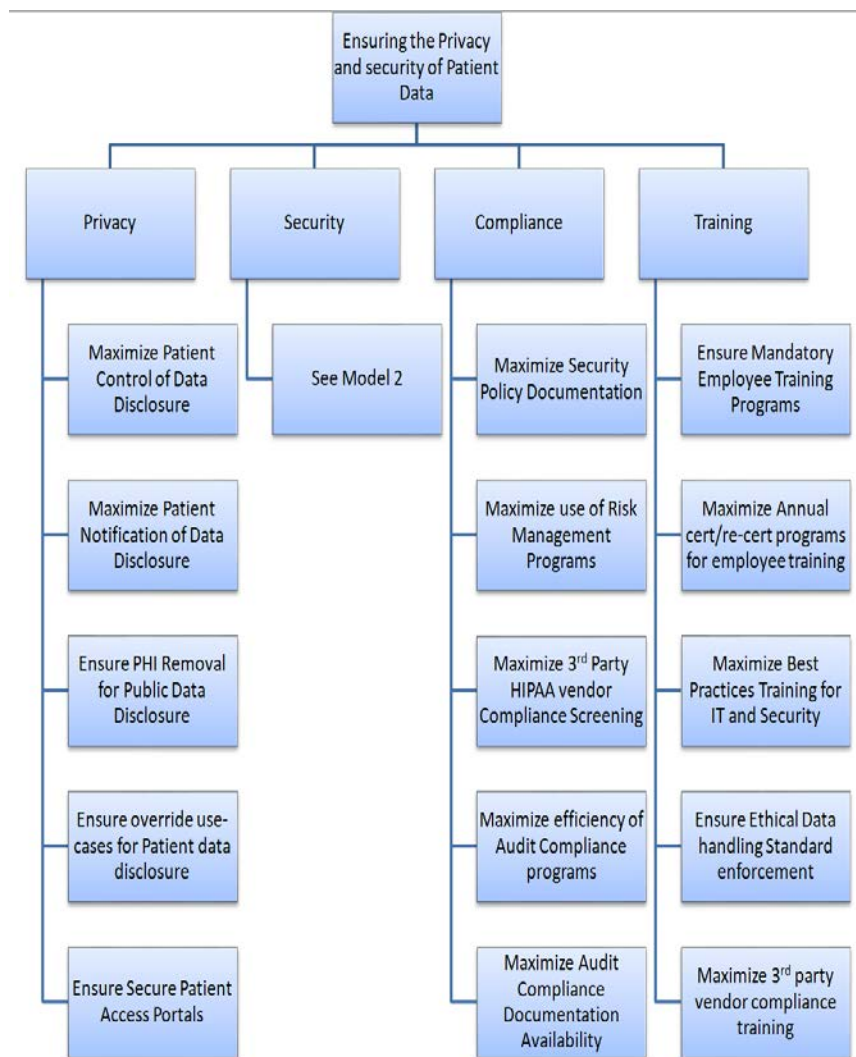 Ensuring the Privacy
and security of Patient
Data
Privacy
Security
Compliance
Training
Maximize Patient
Control of Data
Disclosure
See Model 2
Maximize Security
Policy Documentation
Ensure Mandatory
Employee Training
Programs
Maximize Patient
Notification of Data
Disclosure
Maximize use of Risk
Management
Programs
Maximize Annual
cert/re-cert programs
for employee training
Ensure PHI Removal
for Public Data
Disclosure
Maximize 3rd Party
HIPAA vendor
Compliance Screening
Maximize Best
Practices Training for
IT and Security
Ensure override use-
cases for Patient data
disclosure
Maximize efficiency of
Audit Compliance
programs
Ensure Ethical Data
handling Standard
enforcement
Ensure Secure Patient
Access Portals
Maximize Audit
Compliance
Documentation
Availability
Maximize 3rd party
vendor compliance
training